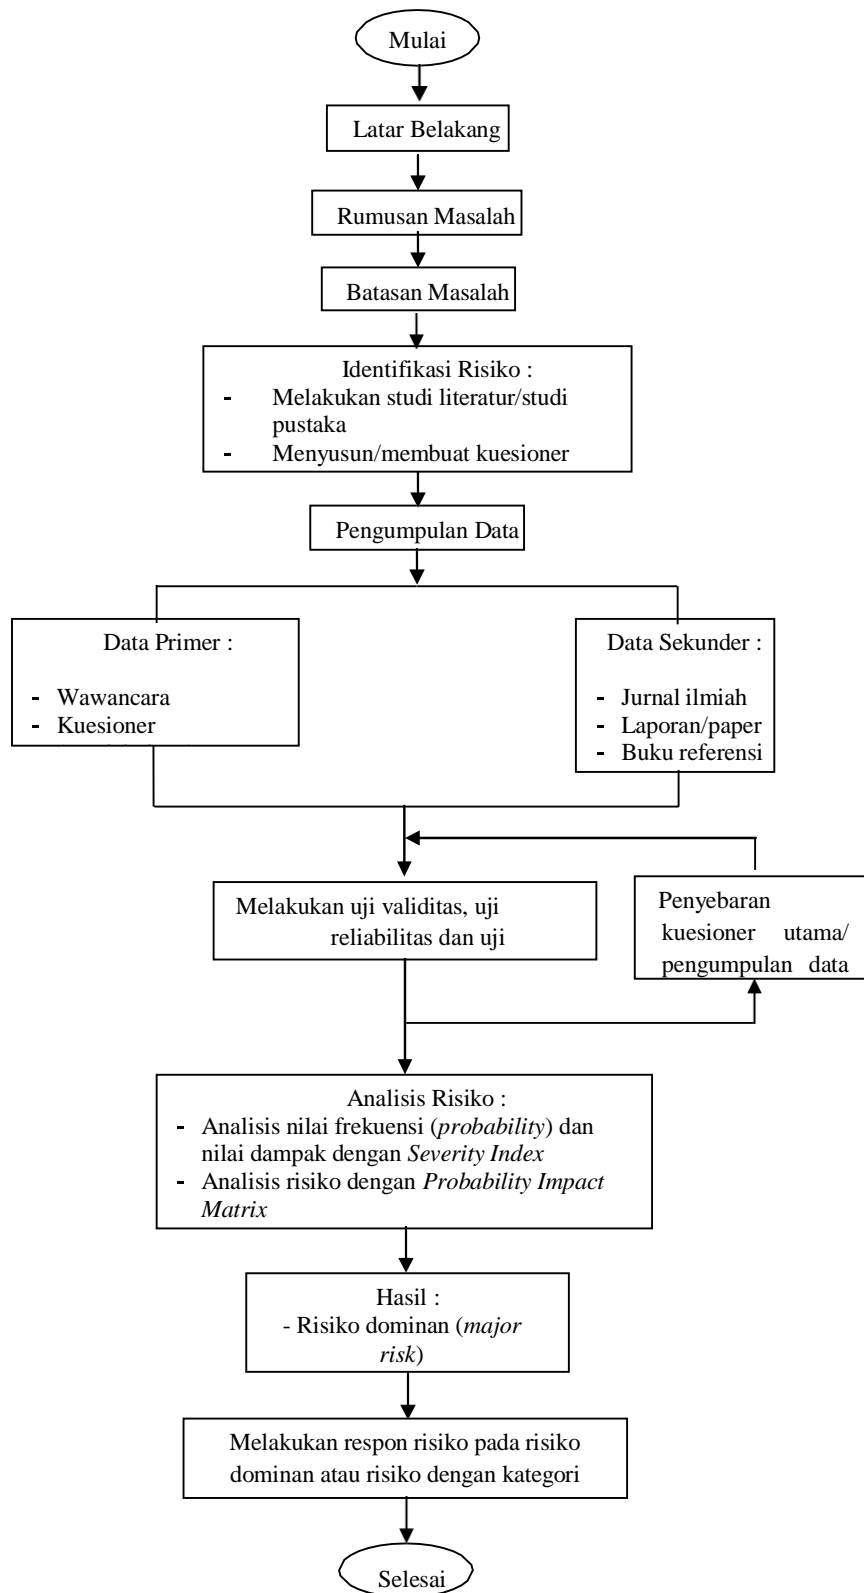 Mulai
Latar Belakang
Rumusan Masalah
Batasan Masalah
Identifikasi Risiko :
- Melakukan studi literatur/studi
pustaka
- Menyusun/membuat kuesioner
Pengumpulan Data
Data Primer :
- Wawancara
- Kuesioner
Data Sekunder :
- Jurnal ilmiah
- Laporan/paper
- Buku referensi
Melakukan uji validitas, uji
reliabilitas dan uji
Penyebaran
kuesioner utama/
pengumpulan data
Analisis Risiko :
- Analisis nilai frekuensi (probability) dan
nilai dampak dengan Severity Index
- Analisis risiko dengan Probability Impact
Matrix
Hasil :
- Risiko dominan (major
risk)
Melakukan respon risiko pada risiko
dominan atau risiko dengan kategori
Selesai